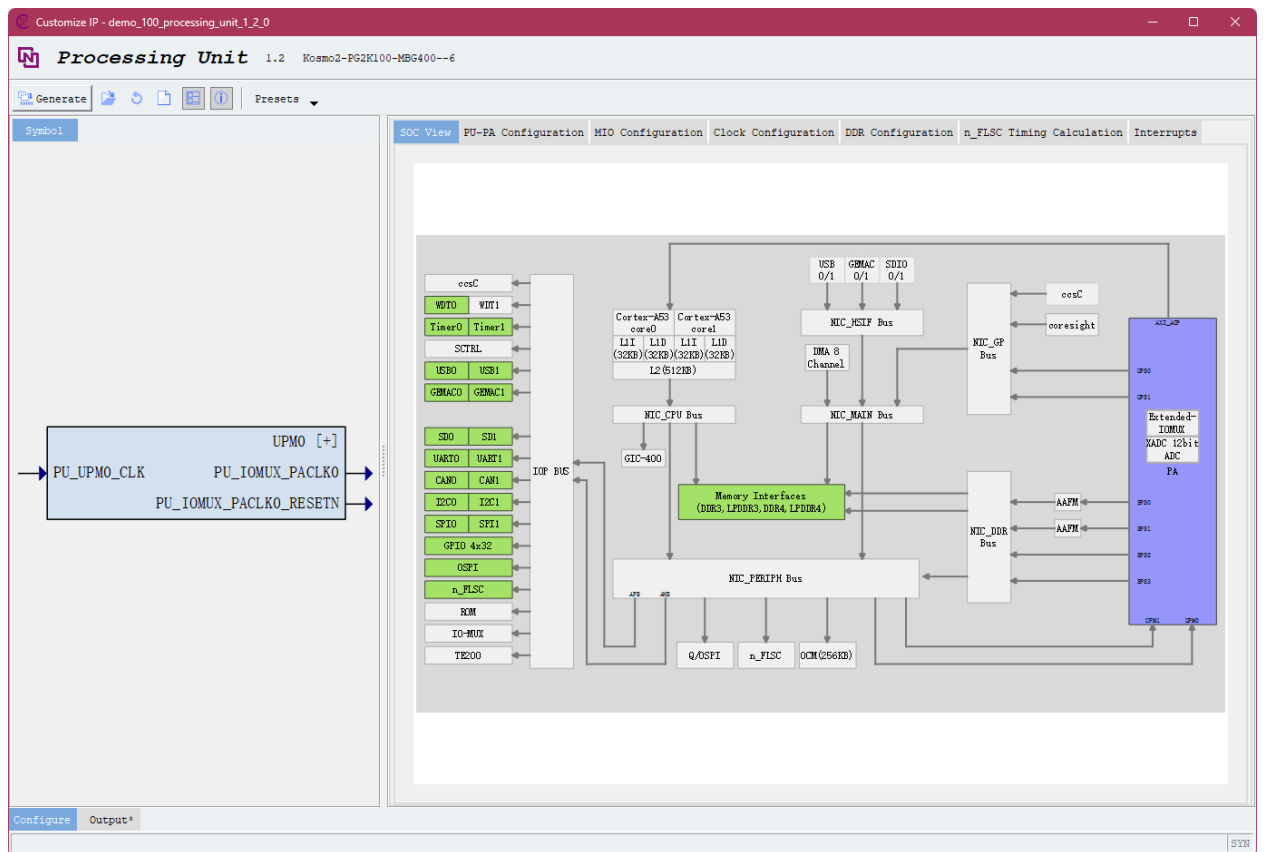 Customize IP - demo_100_processing_unit_1_2_0
Processing Unit 1.2 Kosmo2-PG2K100-MBG400--6
Generate
Presets
Symbol
UPM0 [+]
PU_UPM0_CLK
PU_IOMUX_PACLK0
PU_IOMUX_PACLK0_RESETN
SOC View PU-PA Configuration MIO Configuration Clock Configuration DDR Configuration n_FLSC Timing Calculation Interrupts
ccsC
WDT0 WDT1
Timer0 Timer1
SCTRL
USB0 USB1
GEMAC0 GEMAC1
SD0 SD1
UART0 UART1
CAN0 CAN1
I2C0 I2C1
SPI0 SPI1
GPIO 4x32
OSPI
n_FLSC
ROM
IO-MUX
TE200
IOP BUS
Cortex-A53 core0
Cortex-A53 core1
L1I (32KB)
L1D (32KB)
L1I (32KB)
L1D (32KB)
L2(512KB)
NIC_CPU Bus
GIC-400
USB 0/1
GEMAC 0/1
SDIO 0/1
NIC_HSIF Bus
DMA 8 Channel
NIC_MAIN Bus
Memory Interfaces
(DDR3,LPDDR3,DDR4,LPDDR4)
NIC_PERIPH Bus
APB
AHB
Q/OSPI
n_FLSC
OCM(256KB)
NIC_GP Bus
ccsC
coresight
NIC_DDR Bus
AAFM
AAFM
AXI_ACP
UPS0
UPS1
Extended-IOMUX
XADC 12bit ADC
PA
SPS0
SPS1
SPS2
SPS3
UPM1
UPM0
Configure
Output*
SYN